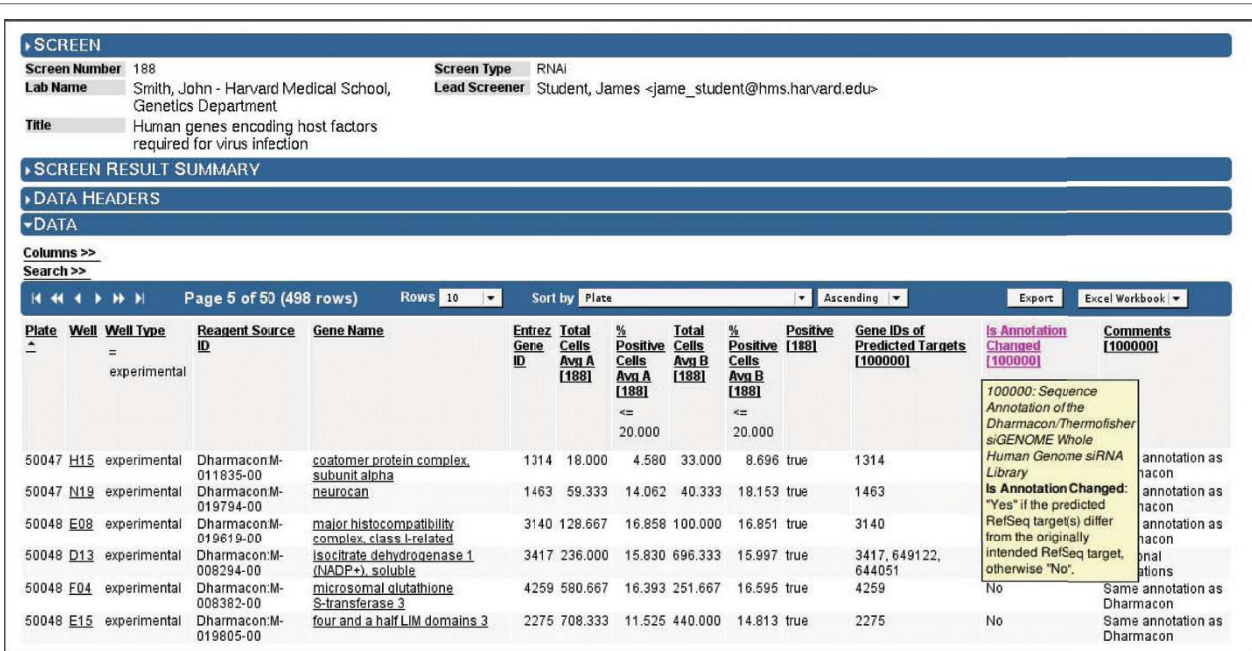 SCREEN
Screen Number 188 Screen Type RNAi
Lab Name Smith, John - Harvard Medical School, Lead Screener Student, James <jame_student@hms.harvard.edu>
Genetics Department
Title Human genes encoding host factors
required for virus infection
SCREEN RESULT SUMMARY
DATA HEADERS
DATA
Columns >>
Search >>
Page 5 of 50 (498 rows) Rows 10 Sort by Plate Ascending Export Excel Workbook
Plate Well Well Type Reagent Source Gene Name Entrez Total % Total % Positive Gene IDs of Is Annotation Comments
= ID Gene Cells Positive Cells Positive [188] Predicted Targets Changed [100000]
experimental ID Avg A Cells Avg B Cells [100000] [100000]
[188] Avg A [188] Avg B
[188] [188]
<= <=
20.000 20.000
100000: Sequence
Annotation of the
Dharmacon/Thermofisher
siGENOME Whole
Human Genome siRNA
Library
Is Annotation Changed:
"Yes" if the predicted
RefSeq target(s) differ
from the originally
intended RefSeq target,
otherwise "No".
50047 H15 experimental Dharmacon:M- coatomer protein complex, 1314 18.000 4.580 33.000 8.696 true 1314 annotation as
011835-00 subunit alpha
50047 N19 experimental Dharmacon:M- neurocan 1463 59.333 14.062 40.333 18.153 true 1463 annotation as
019794-00
50048 E08 experimental Dharmacon:M- major histocompatibility 3140 128.667 16.858 100.000 16.851 true 3140 annotation as
019619-00 complex, class I-related
50048 D13 experimental Dharmacon:M- isocitrate dehydrogenase 1 3417 236.000 15.830 696.333 15.997 true 3417, 649122,
008294-00 (NADP+), soluble 644051
50048 F04 experimental Dharmacon:M- microsomal glutathione 4259 580.667 16.393 251.667 16.595 true 4259 No Same annotation as
008382-00 S-transferase 3 Dharmacon
50048 E15 experimental Dharmacon:M- four and a half LIM domains 3 2275 708.333 11.525 440.000 14.813 true 2275 No Same annotation as
019805-00 Dharmacon